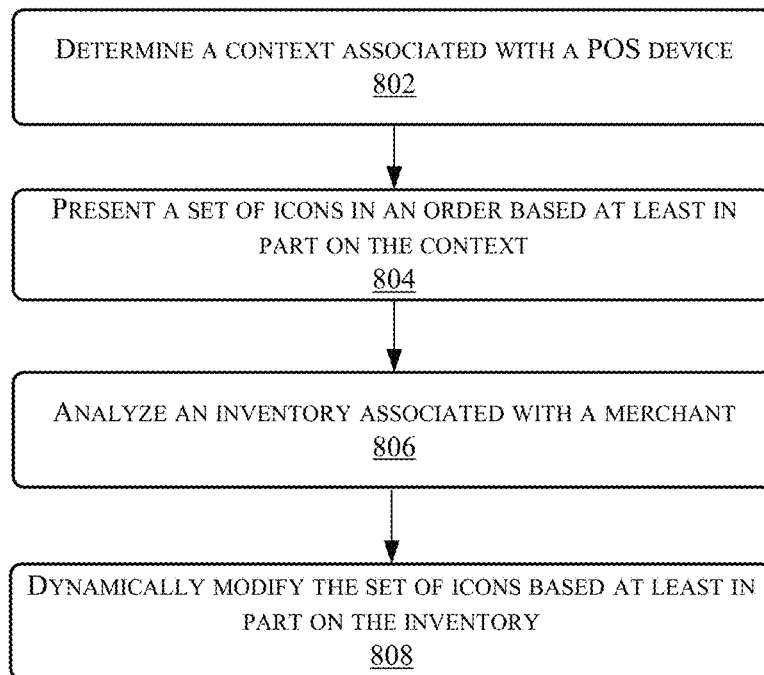 DETERMINE A CONTEXT ASSOCIATED WITH A POS DEVICE
802
PRESENT A SET OF ICONS IN AN ORDER BASED AT LEAST IN
PART ON THE CONTEXT
804
ANALYZE AN INVENTORY ASSOCIATED WITH A MERCHANT
806
DYNAMICALLY MODIFY THE SET OF ICONS BASED AT LEAST IN
PART ON THE INVENTORY
808